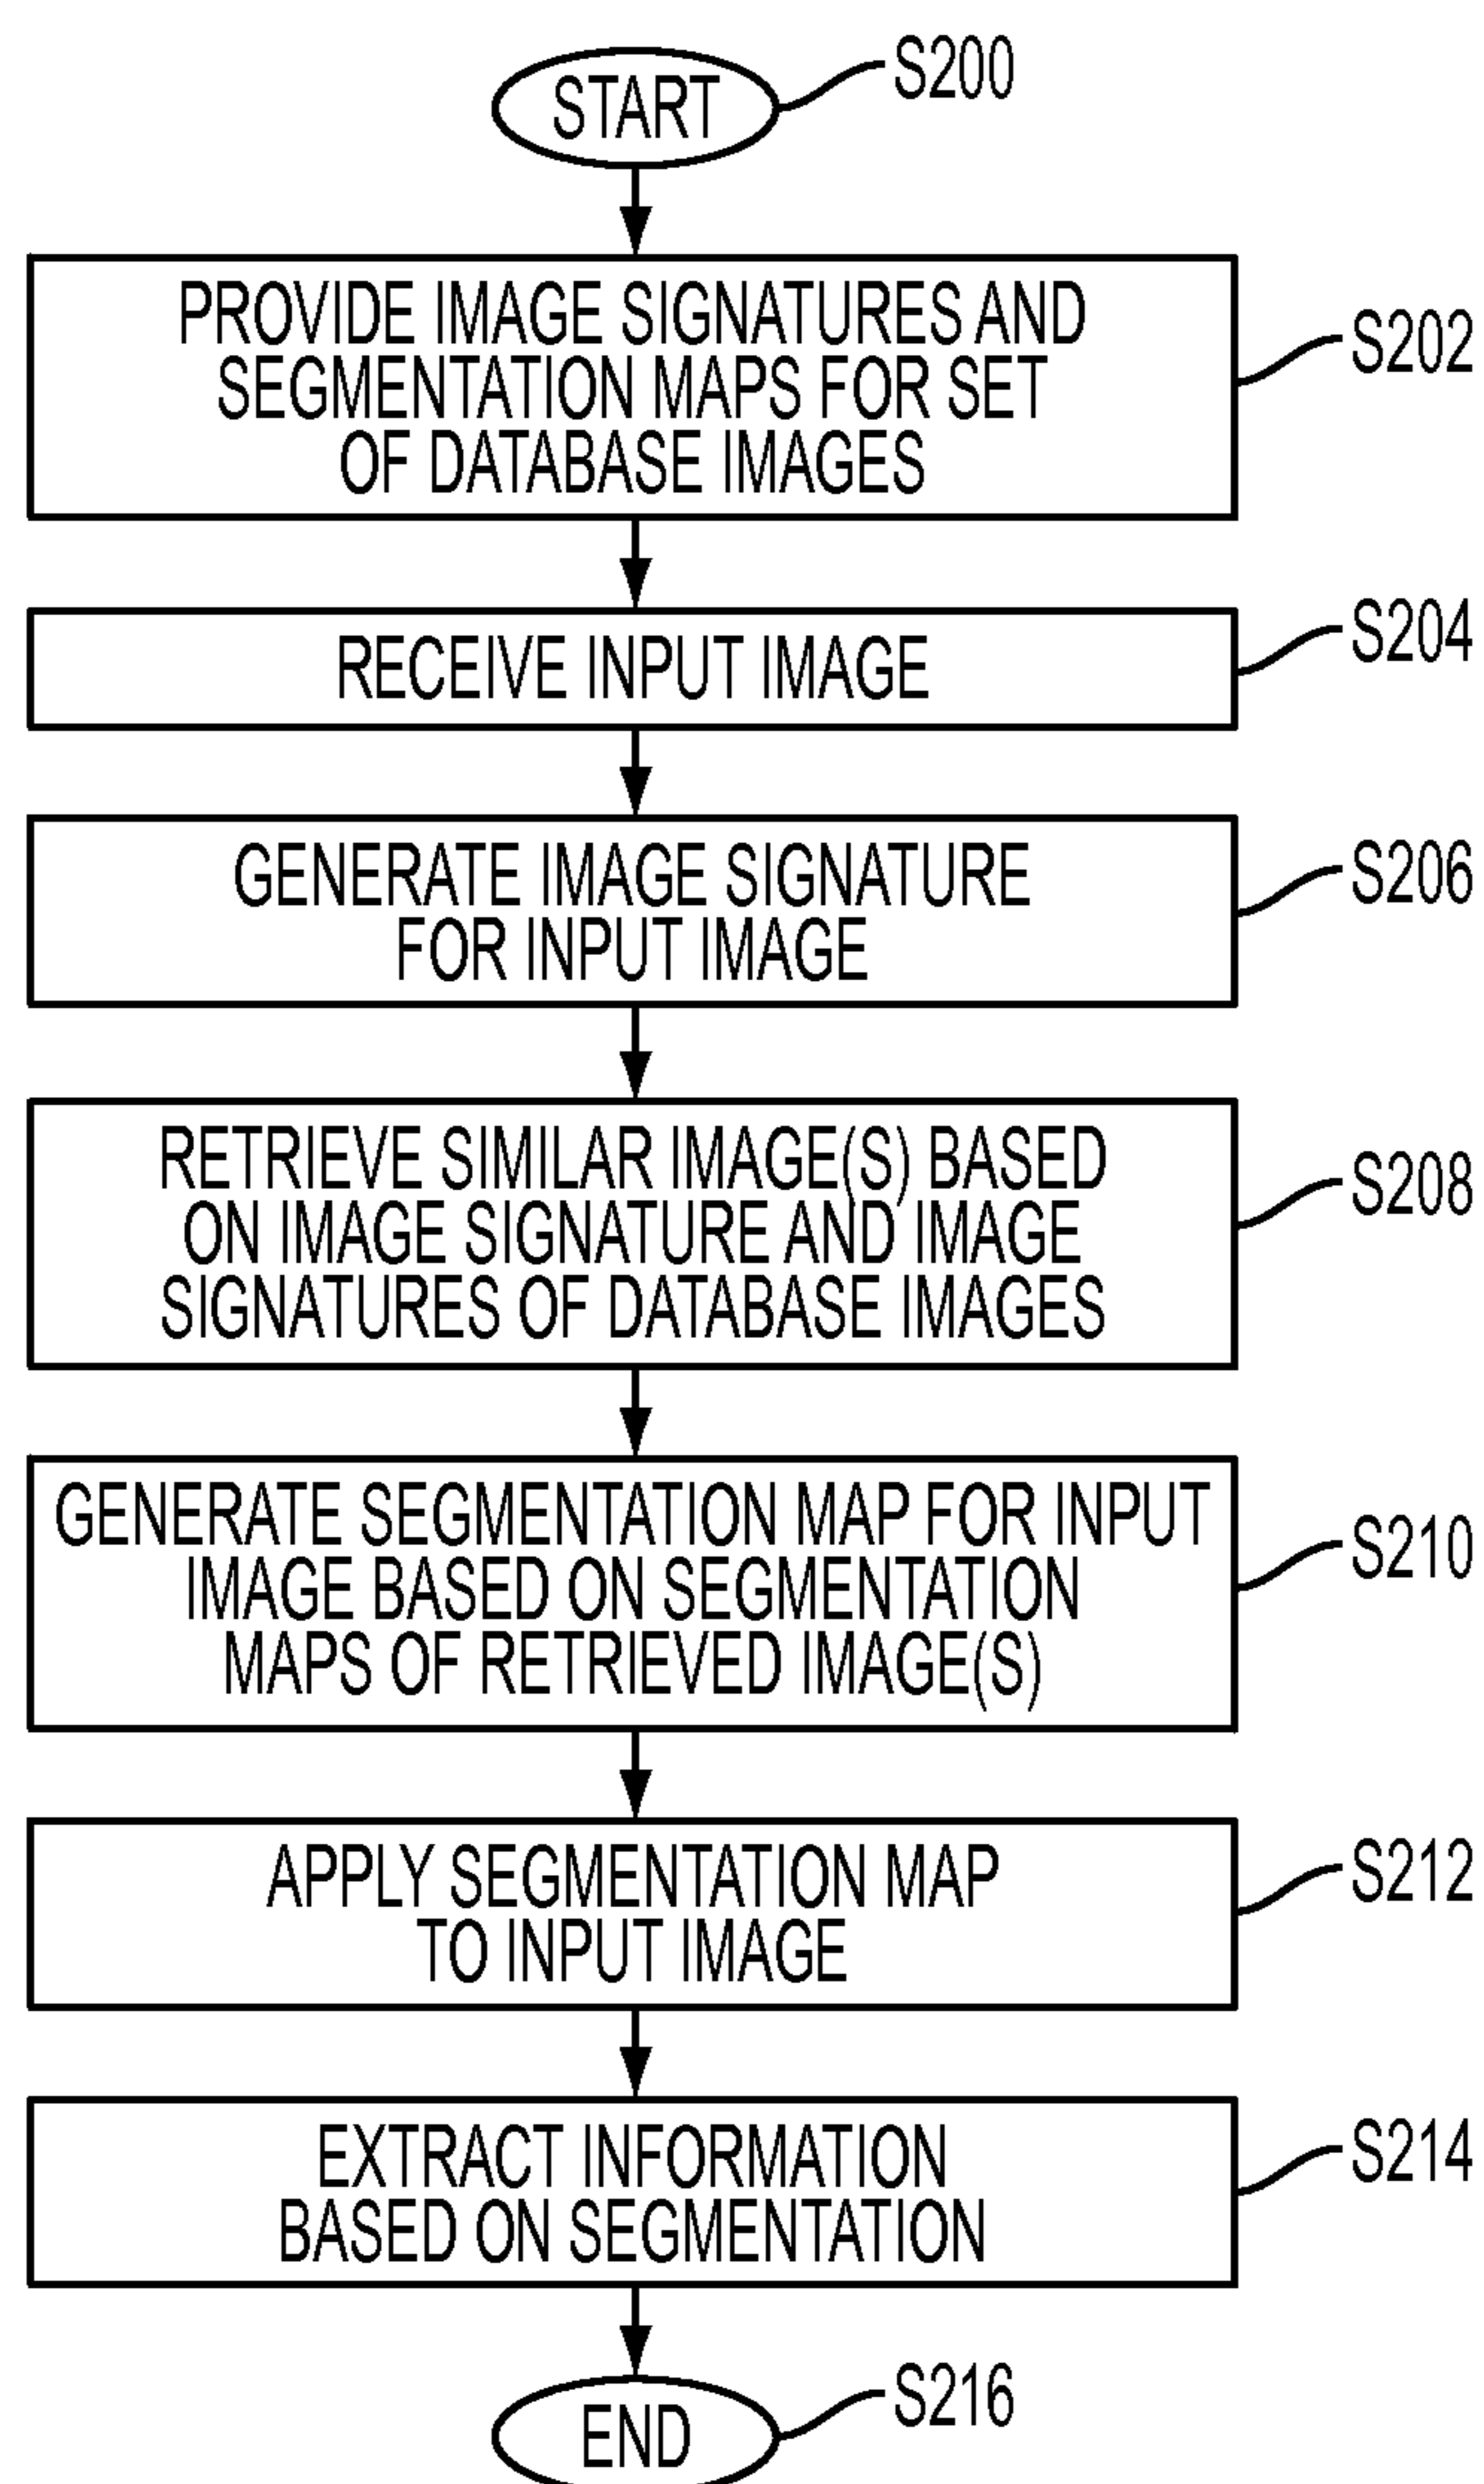 START
S200
PROVIDE IMAGE SIGNATURES AND
SEGMENTATION MAPS FOR SET
OF DATABASE IMAGES
S202
RECEIVE INPUT IMAGE
S204
GENERATE IMAGE SIGNATURE
FOR INPUT IMAGE
S206
RETRIEVE SIMILAR IMAGE(S) BASED
ON IMAGE SIGNATURE AND IMAGE
SIGNATURES OF DATABASE IMAGES
S208
GENERATE SEGMENTATION MAP FOR INPUT
IMAGE BASED ON SEGMENTATION
MAPS OF RETRIEVED IMAGE(S)
S210
APPLY SEGMENTATION MAP
TO INPUT IMAGE
S212
EXTRACT INFORMATION
BASED ON SEGMENTATION
S214
END
S216